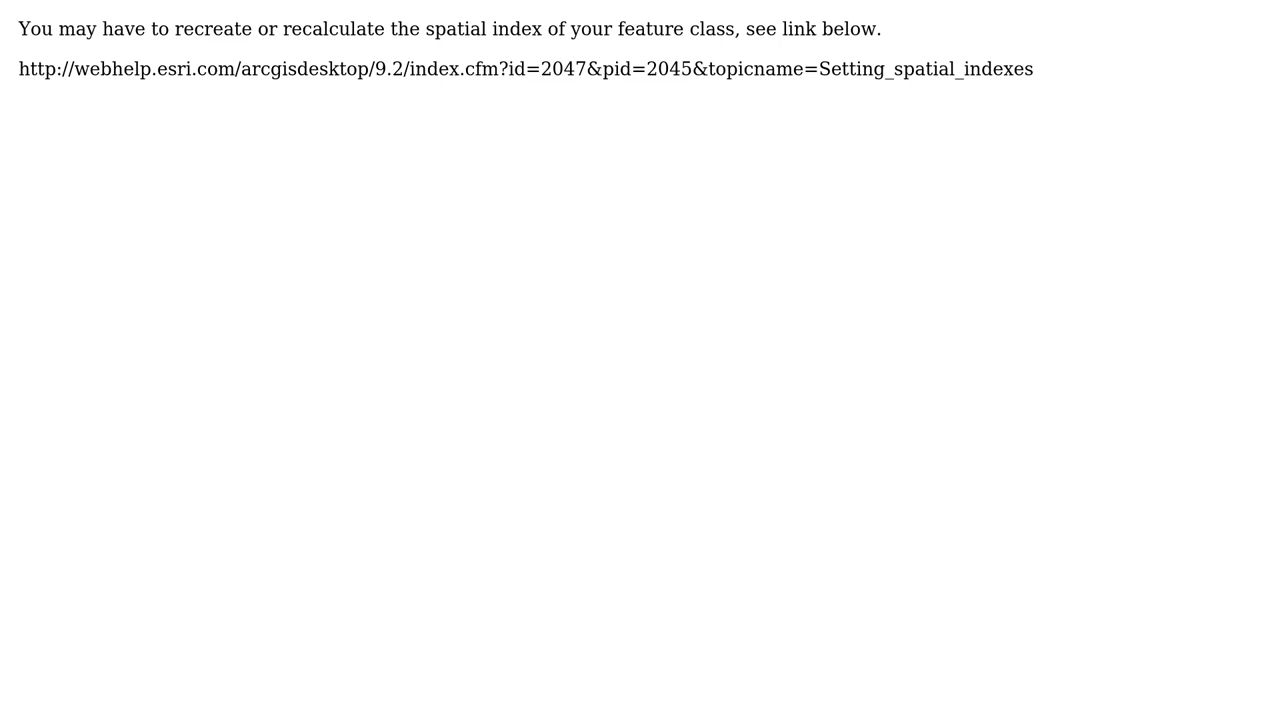 You may have to recreate or recalculate the spatial index of your feature class, see link below.
http://webhelp.esri.com/arcgisdesktop/9.2/index.cfm?id=2047&pid=2045&topicname=Setting_spatial_indexes